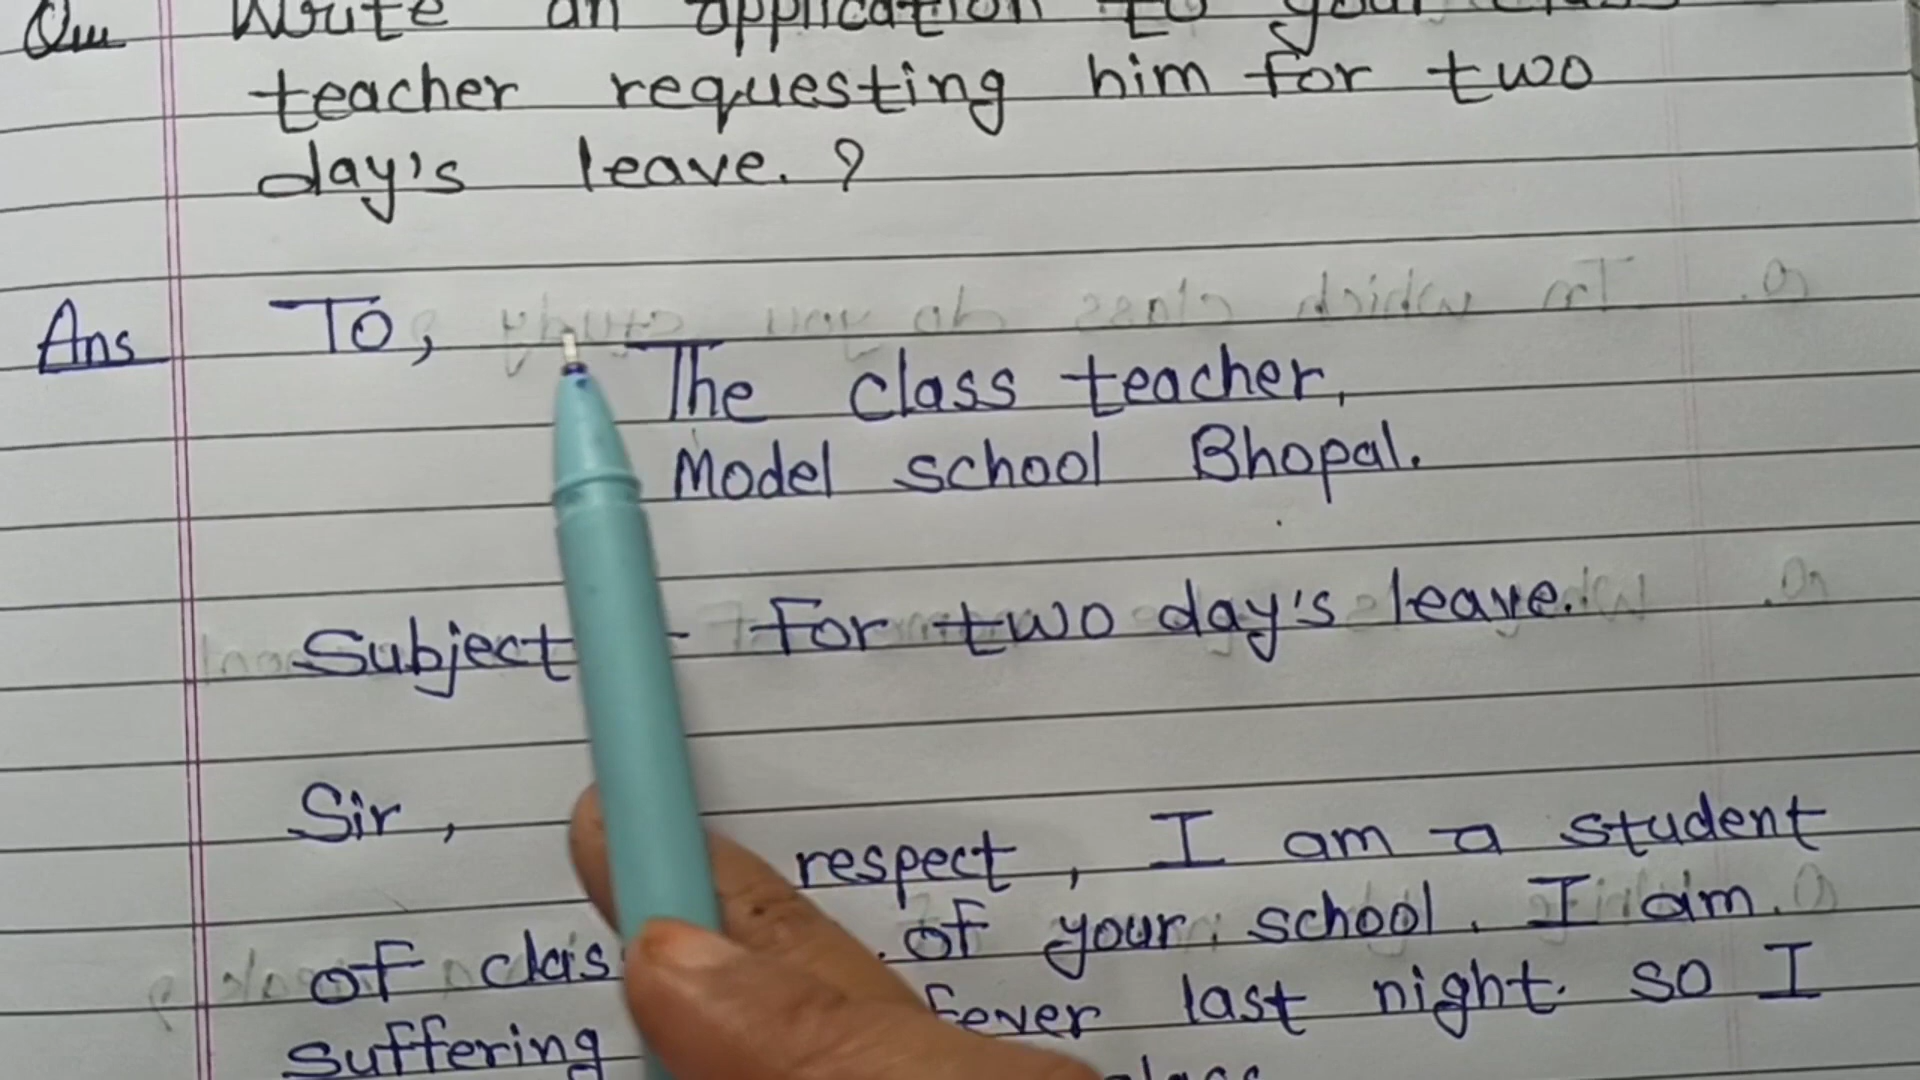 Qu Write an application to your class
teacher requesting him for two
day's leave. ?
Ans To,
The class teacher,
Model school Bhopal.
Subject - For two day's leave.
Sir,
respect, I am a student
of clas . of your school. I am
suffering fever last night. so I
class